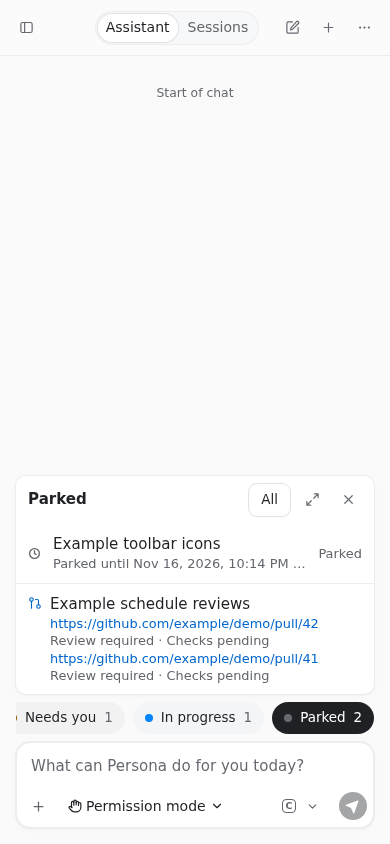 Assistant Sessions
Start of chat
Parked All
Example toolbar icons
Parked until Nov 16, 2026, 10:14 PM ... Parked
Example schedule reviews
https://github.com/example/demo/pull/42
Review required · Checks pending
https://github.com/example/demo/pull/41
Review required · Checks pending
Needs you 1 In progress 1 Parked 2
What can Persona do for you today?
Permission mode C